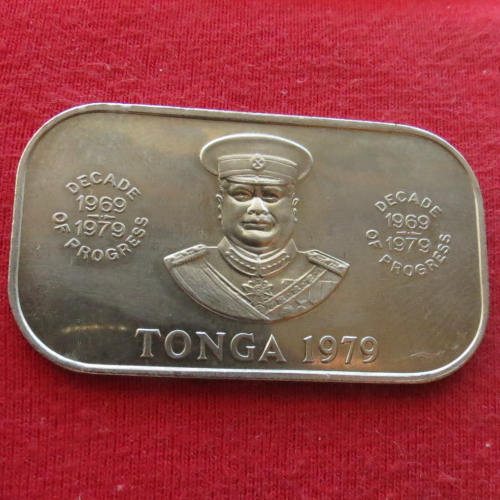 DECADE
1969
1979
OF PROGRESS
DECADE
1969
1979
OF PROGRESS
TONGA 1979